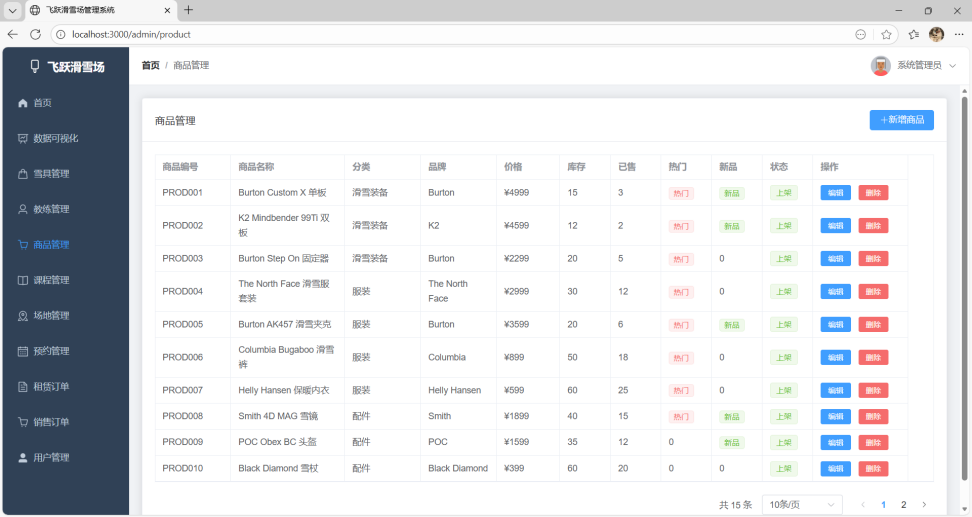 飞跃滑雪场管理系统
localhost:3000/admin/product
飞跃滑雪场
首页 / 商品管理
系统管理员
首页
数据可视化
雪具管理
教练管理
商品管理
课程管理
场地管理
预约管理
租赁订单
销售订单
用户管理
商品管理
+新增商品
商品编号 商品名称 分类 品牌 价格 库存 已售 热门 新品 状态 操作
PROD001 Burton Custom X 单板 滑雪装备 Burton ¥4999 15 3 热门 新品 上架 编辑 删除
PROD002 K2 Mindbender 99Ti 双
板 滑雪装备 K2 ¥4599 12 2 热门 新品 上架 编辑 删除
PROD003 Burton Step On 固定器 滑雪装备 Burton ¥2299 20 5 热门 0 上架 编辑 删除
PROD004 The North Face 滑雪服
套装 服装 The North
Face ¥2999 30 12 热门 0 上架 编辑 删除
PROD005 Burton AK457 滑雪夹克 服装 Burton ¥3599 20 6 热门 新品 上架 编辑 删除
PROD006 Columbia Bugaboo 滑雪
裤 服装 Columbia ¥899 50 18 热门 0 上架 编辑 删除
PROD007 Helly Hansen 保暖内衣 服装 Helly Hansen ¥599 60 25 热门 0 上架 编辑 删除
PROD008 Smith 4D MAG 雪镜 配件 Smith ¥1899 40 15 热门 新品 上架 编辑 删除
PROD009 POC Obex BC 头盔 配件 POC ¥1599 35 12 0 新品 上架 编辑 删除
PROD010 Black Diamond 雪杖 配件 Black Diamond ¥399 60 20 0 0 上架 编辑 删除
共 15 条 10条/页 1 2